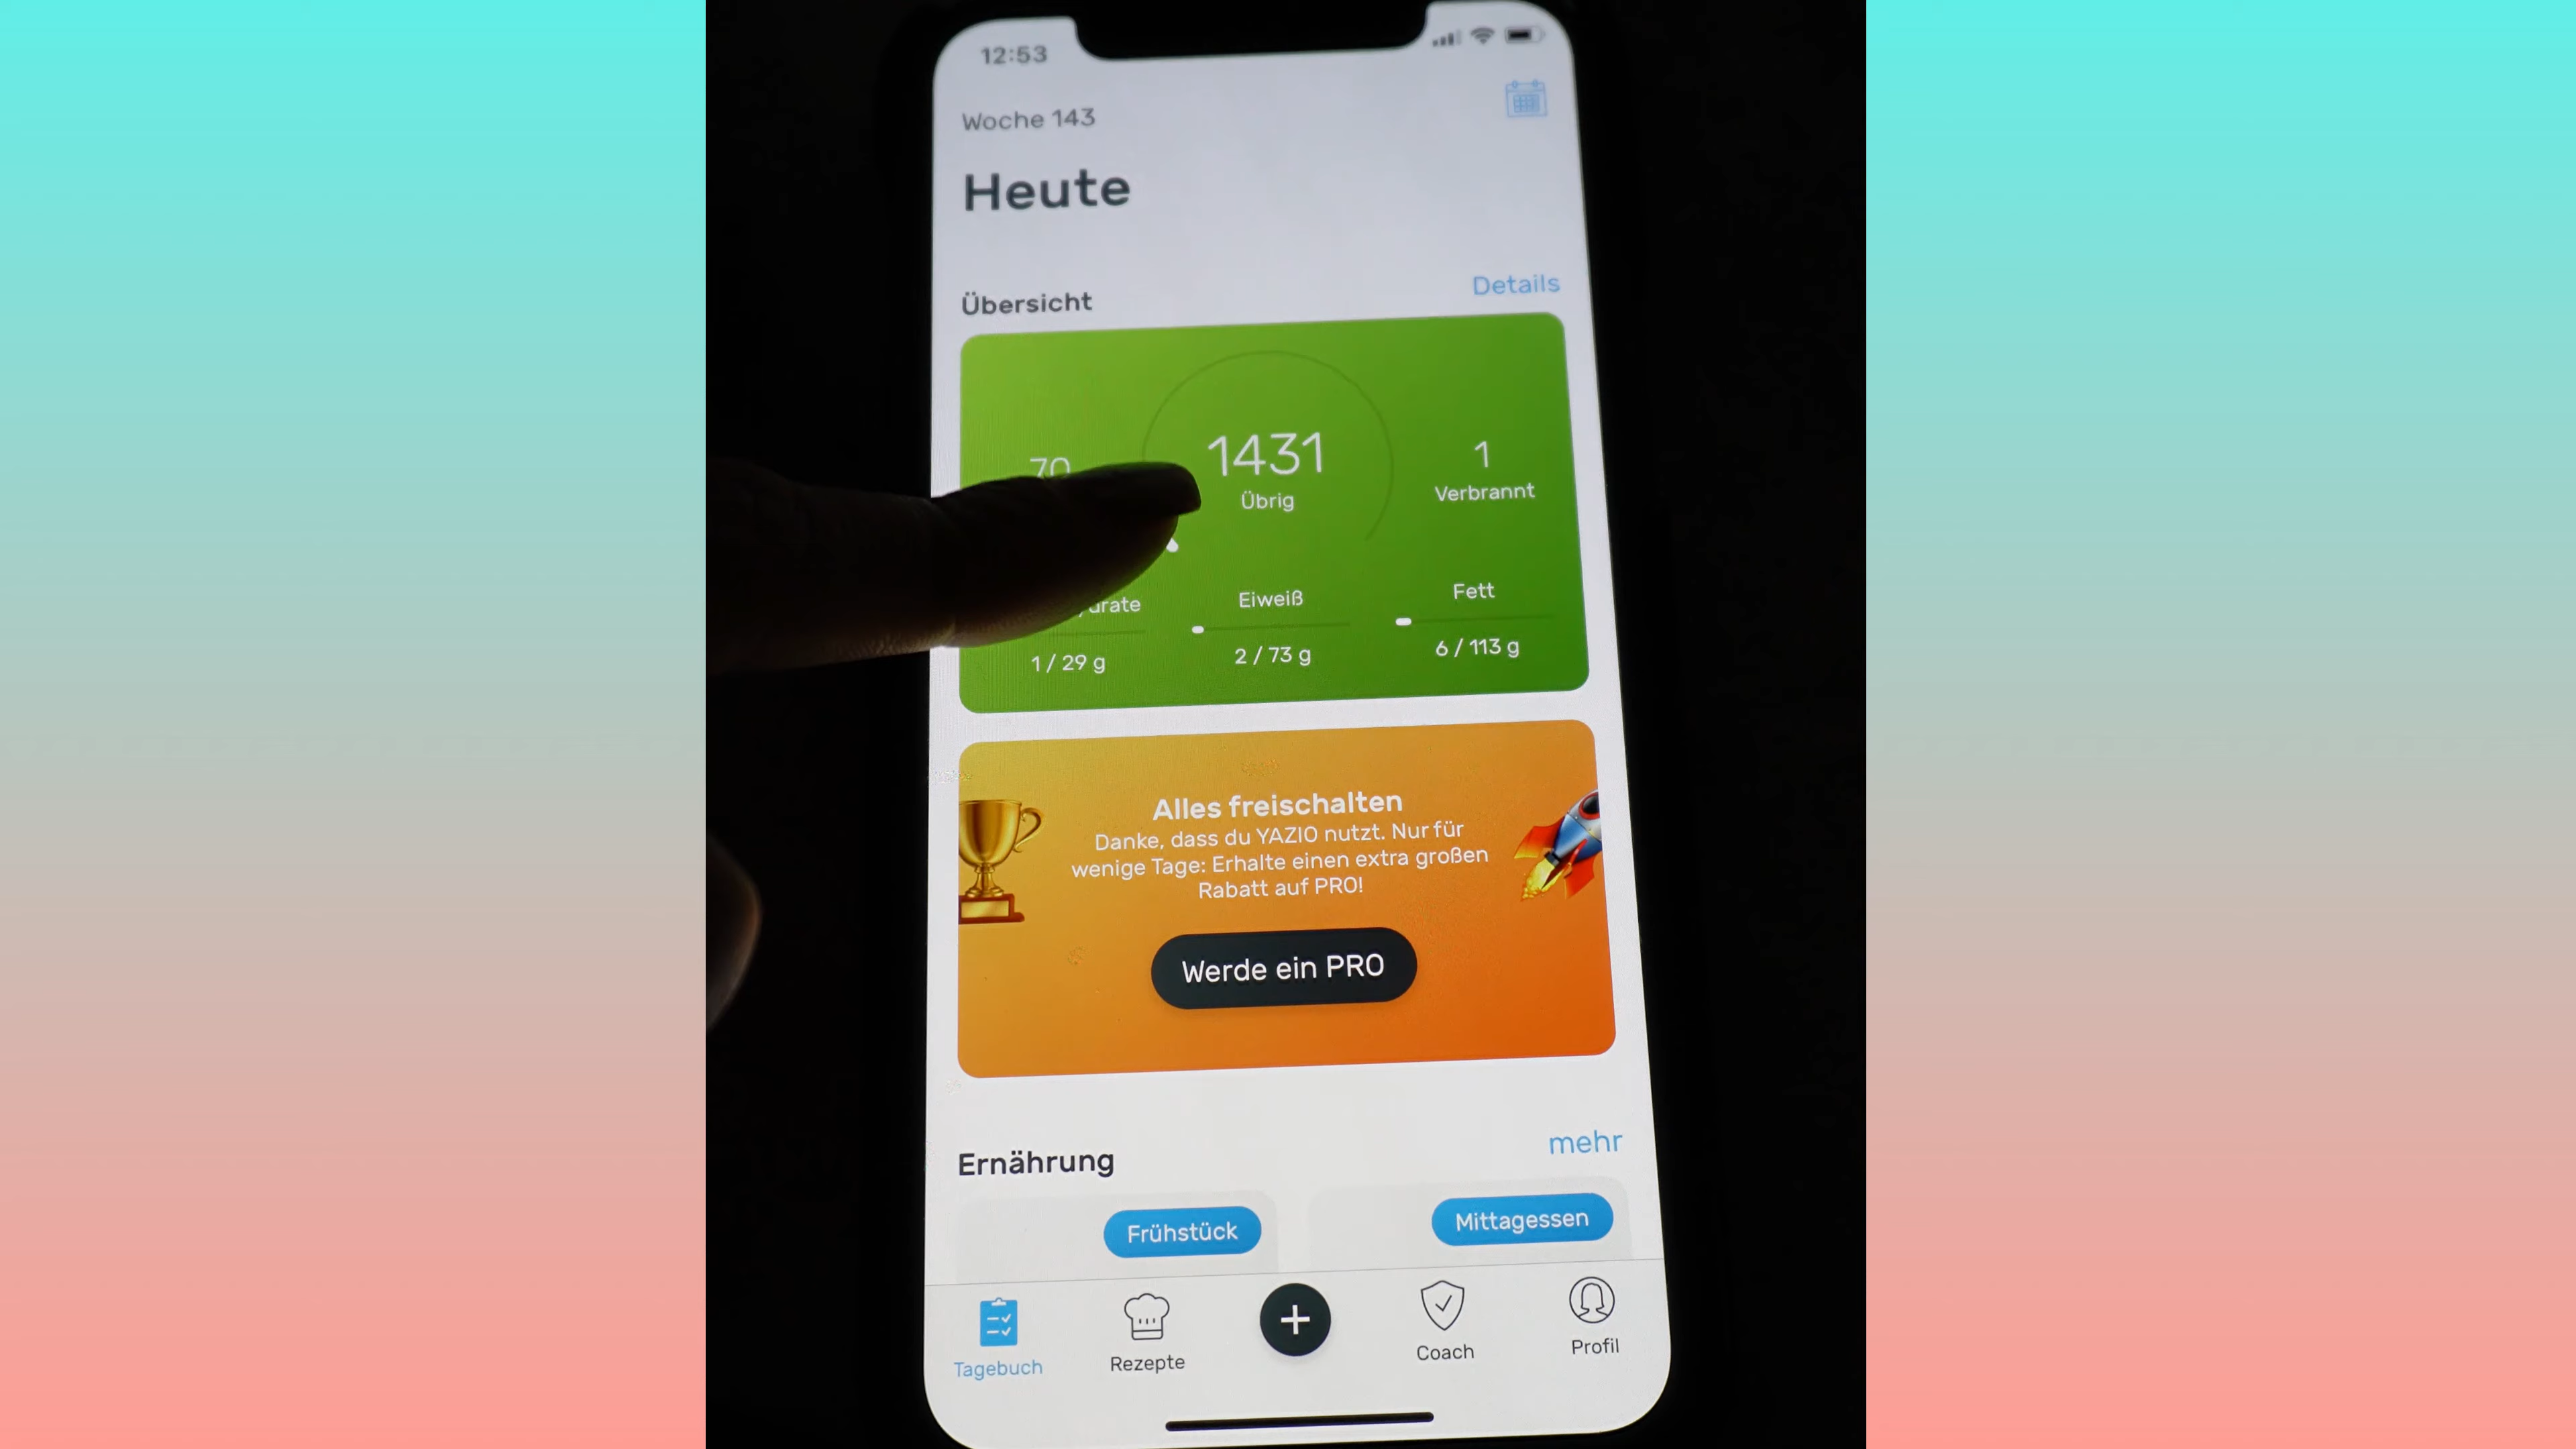 12:53
Woche 143
Heute
Übersicht
Details
70
1431
Übrig
1
Verbrannt
Eiweiß
Fett
1 / 29 g
2 / 73 g
6 / 113 g
Alles freischalten
Danke, dass du YAZIO nutzt. Nur für
wenige Tage: Erhalte einen extra großen
Rabatt auf PRO!
Werde ein PRO
Ernährung
mehr
Frühstück
Mittagessen
Tagebuch
Rezepte
Coach
Profil